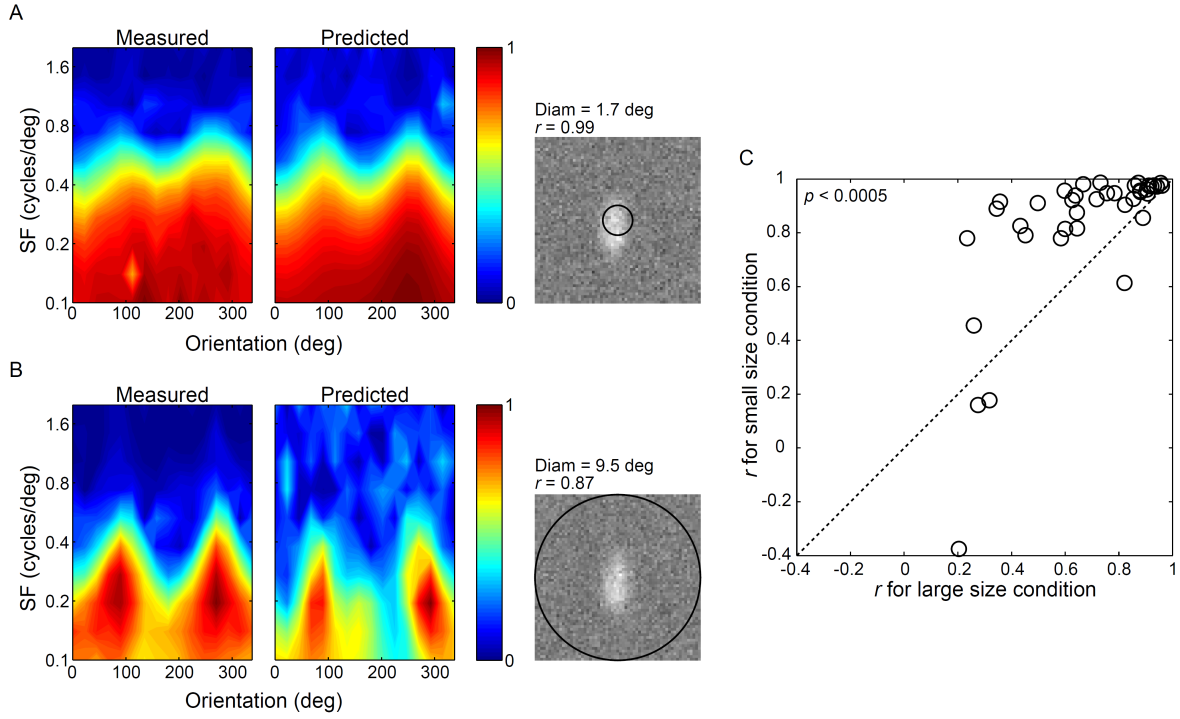 A
Measured
Predicted
SF (cycles/deg)
1.6
0.8
0.4
0.2
0.1
0 100 200 300
0 100 200 300
Orientation (deg)
1
0
Diam = 1.7 deg
r = 0.99
B
Measured
Predicted
SF (cycles/deg)
1.6
0.8
0.4
0.2
0.1
0 100 200 300
0 100 200 300
Orientation (deg)
1
0
Diam = 9.5 deg
r = 0.87
C
p < 0.0005
r for small size condition
1
0.8
0.6
0.4
0.2
0
-0.2
-0.4
-0.4 -0.2 0 0.2 0.4 0.6 0.8 1
r for large size condition